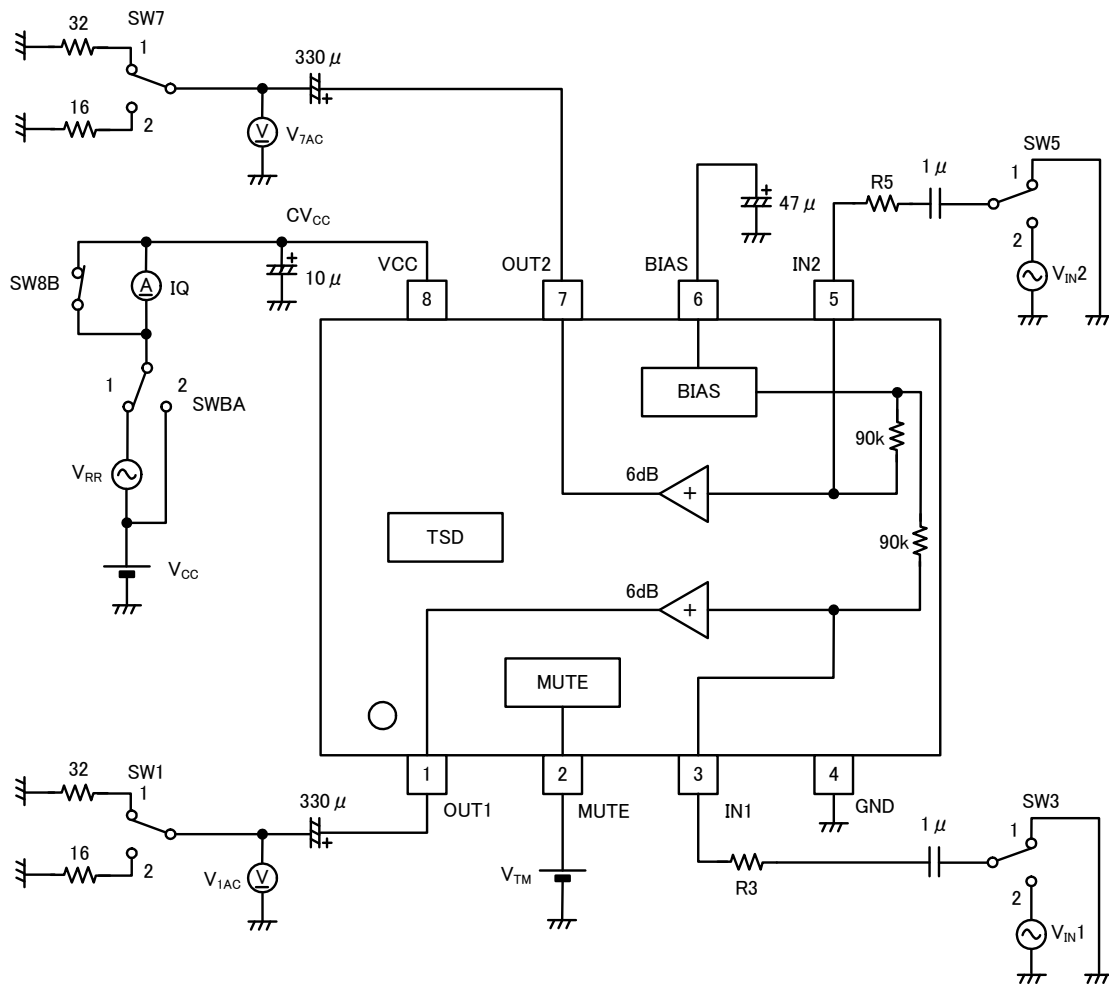 32
SW7
1
330μ
+
16
2
V
V7AC
SW5
1μ
1
R5
+
47μ
CVCC
2
+
VCC
OUT2
BIAS
IN2
SW8B
A
IQ
10μ
VIN2
8
7
6
5
1
2
SWBA
BIAS
90k
6dB
+
VRR
TSD
90k
VCC
6dB
+
MUTE
32
SW1
1
330μ
1
2
3
4
+
OUT1
MUTE
IN1
GND
SW3
1μ
1
16
2
V
V1AC
VTM
R3
2
VIN1